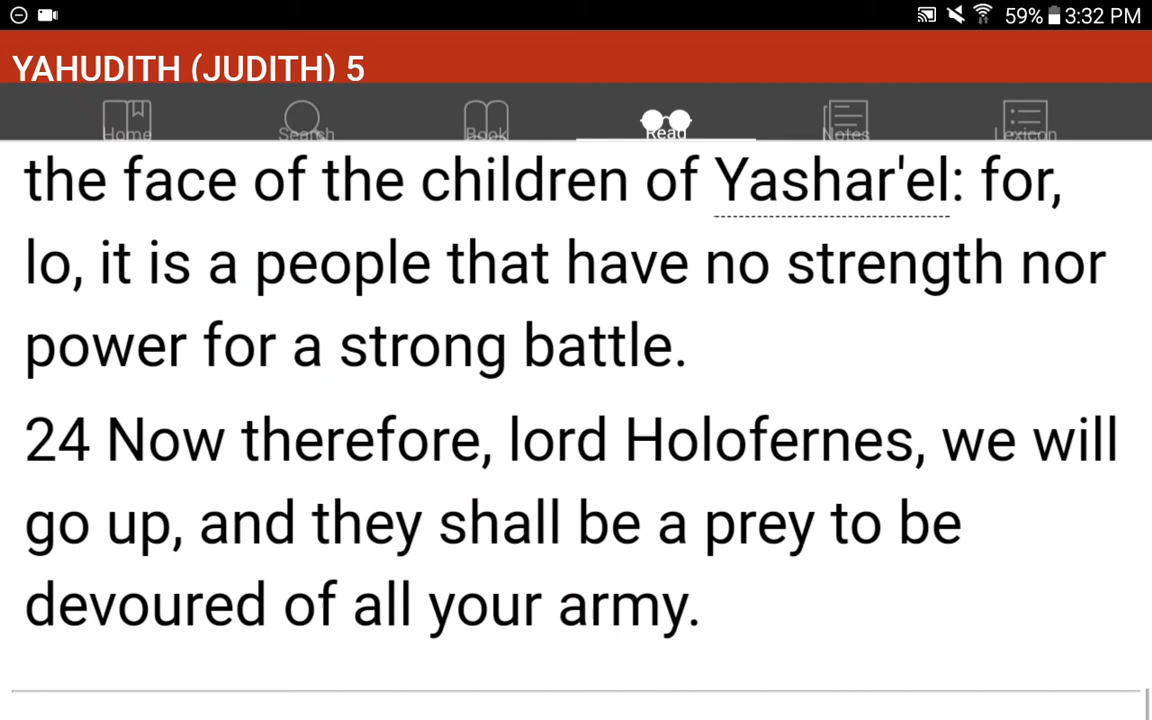 59% 3:32 PM
YAHUDITH (JUDITH) 5
Home Search Book Read Notes Lexicon
the face of the children of Yashar'el: for,
lo, it is a people that have no strength nor
power for a strong battle.
24 Now therefore, lord Holofernes, we will
go up, and they shall be a prey to be
devoured of all your army.